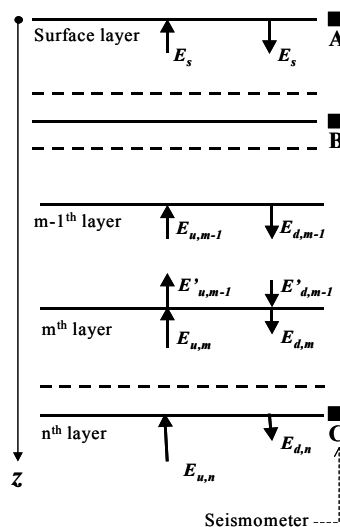 A
Surface layer
E_s E_s
B
m-1th layer
E_u,m-1 E_d,m-1
E'_u,m-1 E'_d,m-1
mth layer
E_u,m E_d,m
C
nth layer
E_u,n E_d,n
z
Seismometer